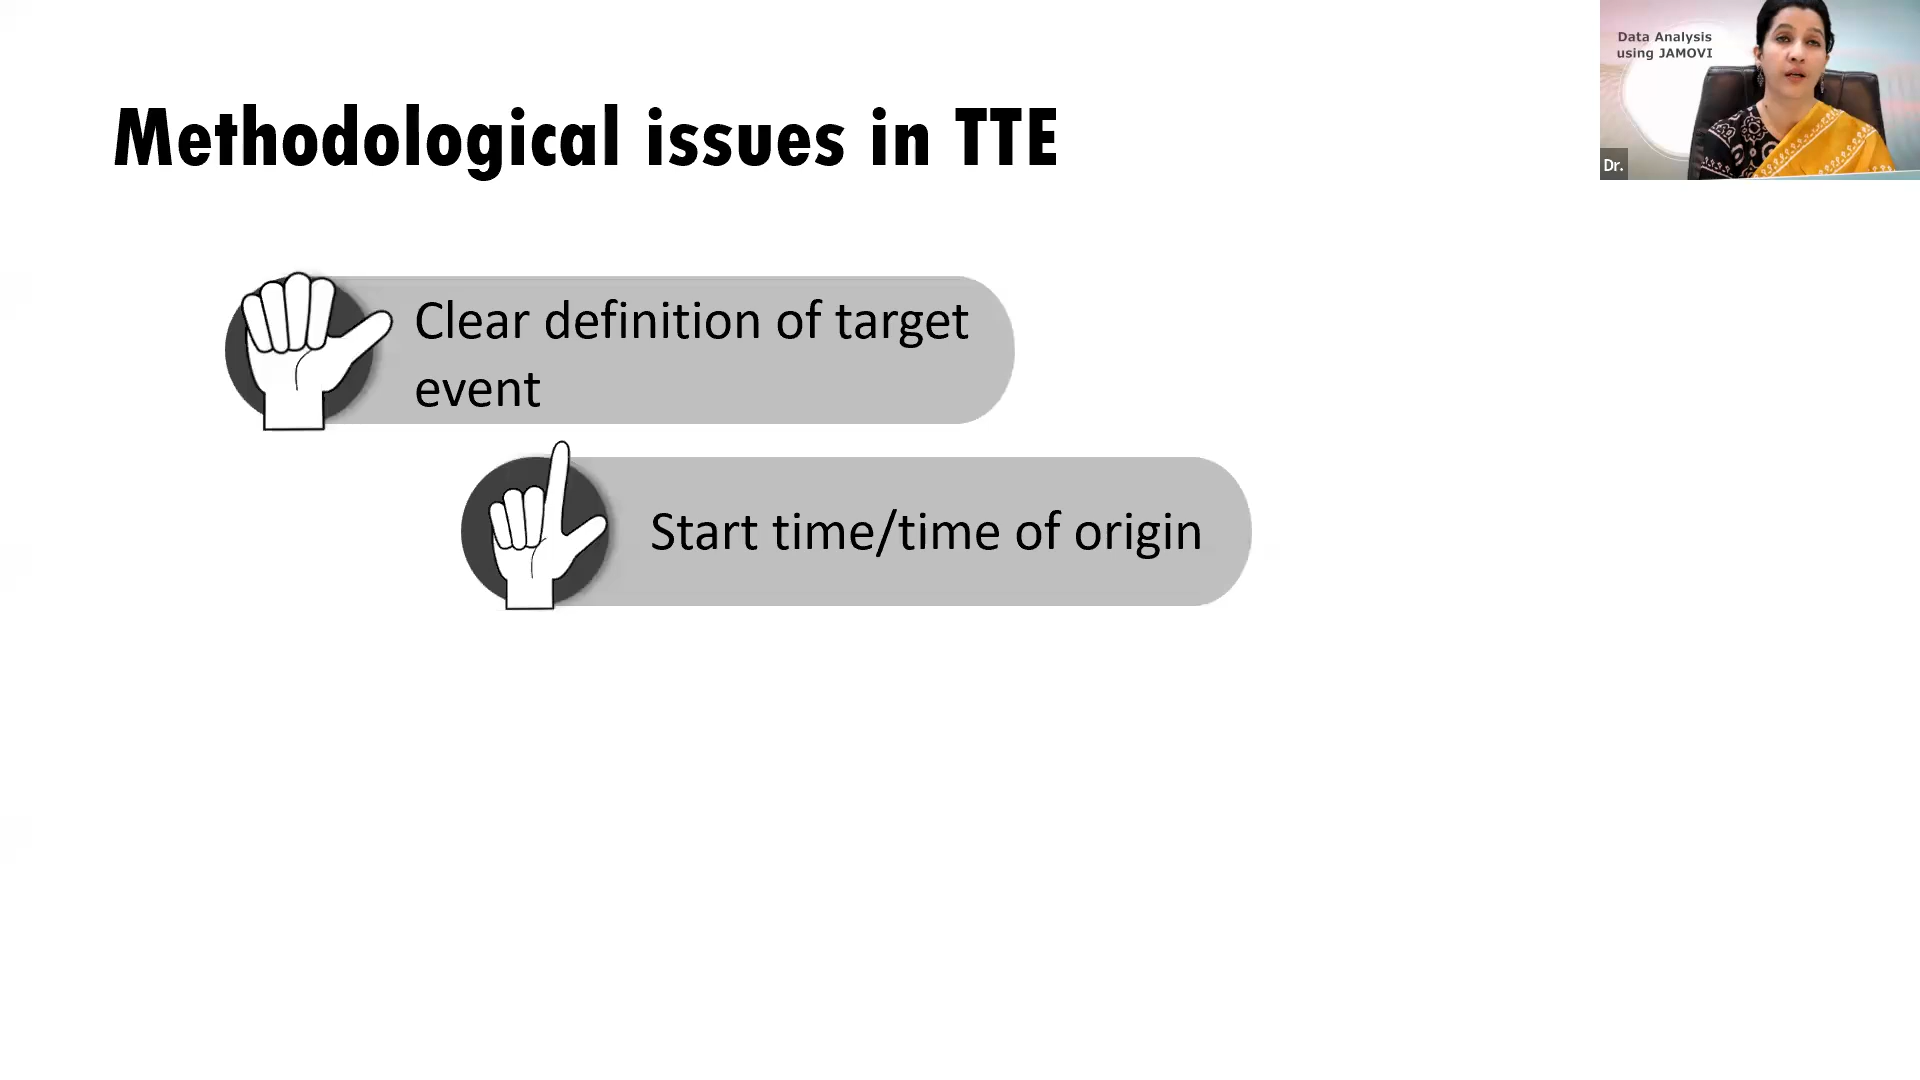 Methodological issues in TTE
Data Analysis
using JAMOVI
Dr.
Clear definition of target
event
Start time/time of origin